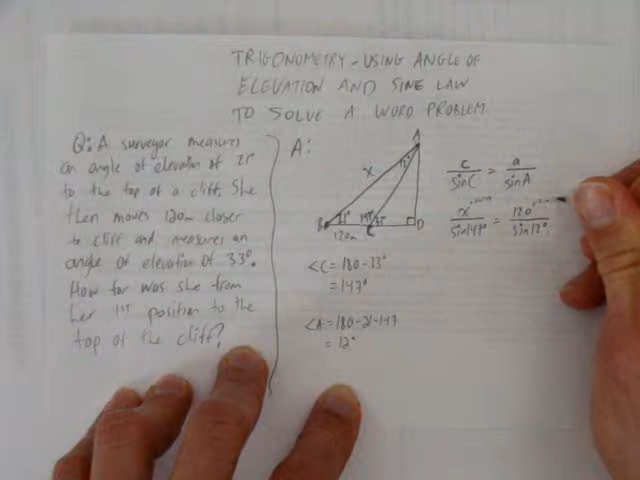 TRIGONOMETRY - USING ANGLE OF
ELEVATION AND SINE LAW
TO SOLVE A WORD PROBLEM
Q: A surveyor measures
an angle of elevation of 21°
to the top of a cliff. She
then moves 120m closer
to cliff and measures an
angle of elevation of 33°.
How far was she from
her 1ST position to the
top of the cliff?
A:
A
12°
x
B 21° 147° 33° D
120m C
<C = 180-33°
= 147°
<A = 180-21-147
= 12°
c/sinC = a/sinA
x/sin147° = 120/sin12°